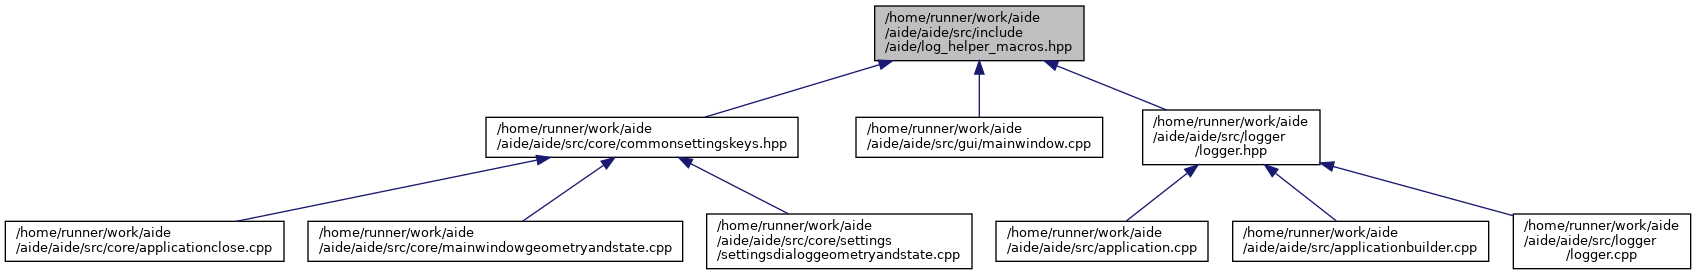 /home/runner/work/aide
/aide/aide/src/include
/aide/log_helper_macros.hpp
/home/runner/work/aide
/aide/aide/src/core/commonsettingskeys.hpp
/home/runner/work/aide
/aide/aide/src/gui/mainwindow.cpp
/home/runner/work/aide
/aide/aide/src/logger
/logger.hpp
/home/runner/work/aide
/aide/aide/src/core/applicationclose.cpp
/home/runner/work/aide
/aide/aide/src/core/mainwindowgeometryandstate.cpp
/home/runner/work/aide
/aide/aide/src/core/settings
/settingsdialoggeometryandstate.cpp
/home/runner/work/aide
/aide/aide/src/application.cpp
/home/runner/work/aide
/aide/aide/src/applicationbuilder.cpp
/home/runner/work/aide
/aide/aide/src/logger
/logger.cpp